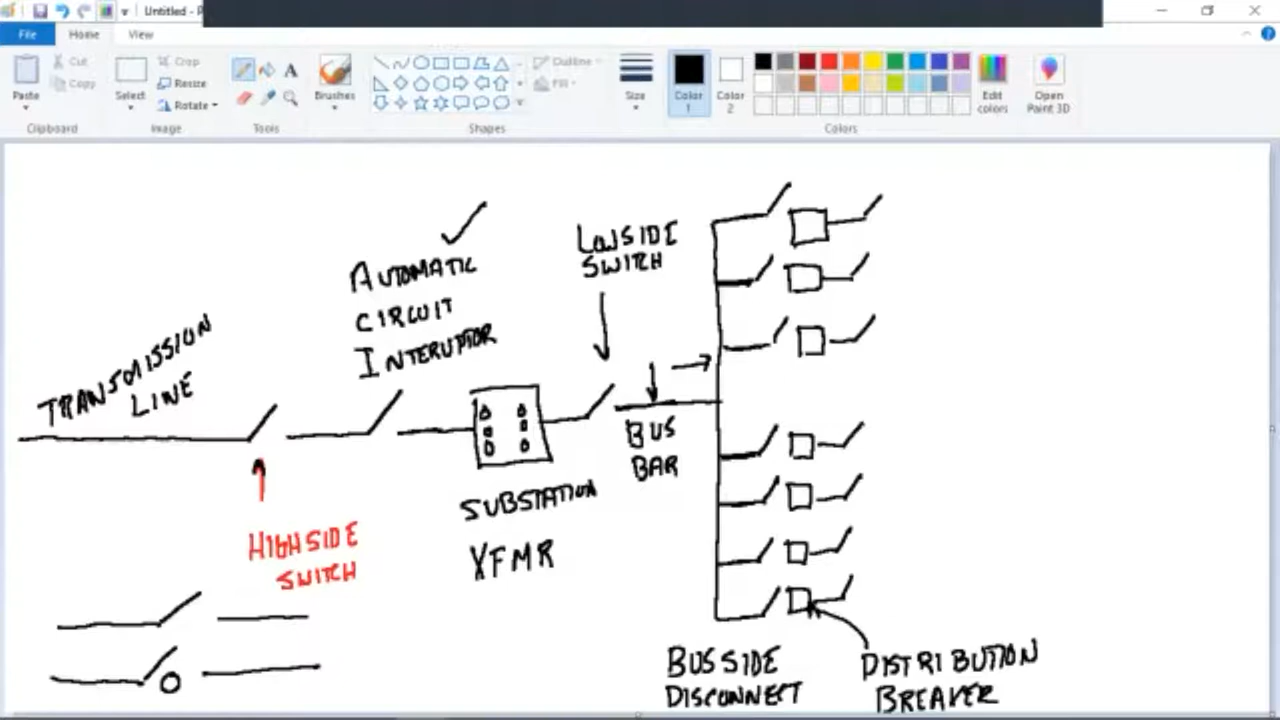 Untitled - P
File
Home
View
Paste
Cut
Copy
Clipboard
Select
Crop
Resize
Rotate
Image
A
Tools
Brushes
Outline
Fill
Shapes
Size
Color
1
Color
2
Edit
colors
Open
Paint 3D
Colors
TRANSMISSION
LINE
AUTOMATIC
CIRCUIT
INTERUPTOR
LOWSIDE
SWITCH
BUS
BAR
SUBSTATION
XFMR
HIGHSIDE
SWITCH
BUSSIDE
DISCONNECT
DISTRIBUTION
BREAKER